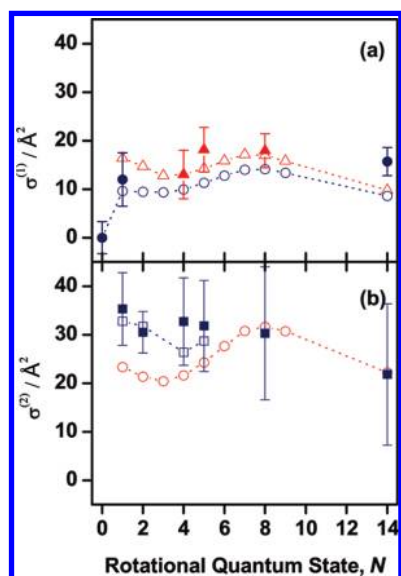 (a)
40
30
20
10
0
σ(1) / Å2
(b)
40
30
20
10
0
σ(2) / Å2
0 2 4 6 8 10 12 14
Rotational Quantum State, N